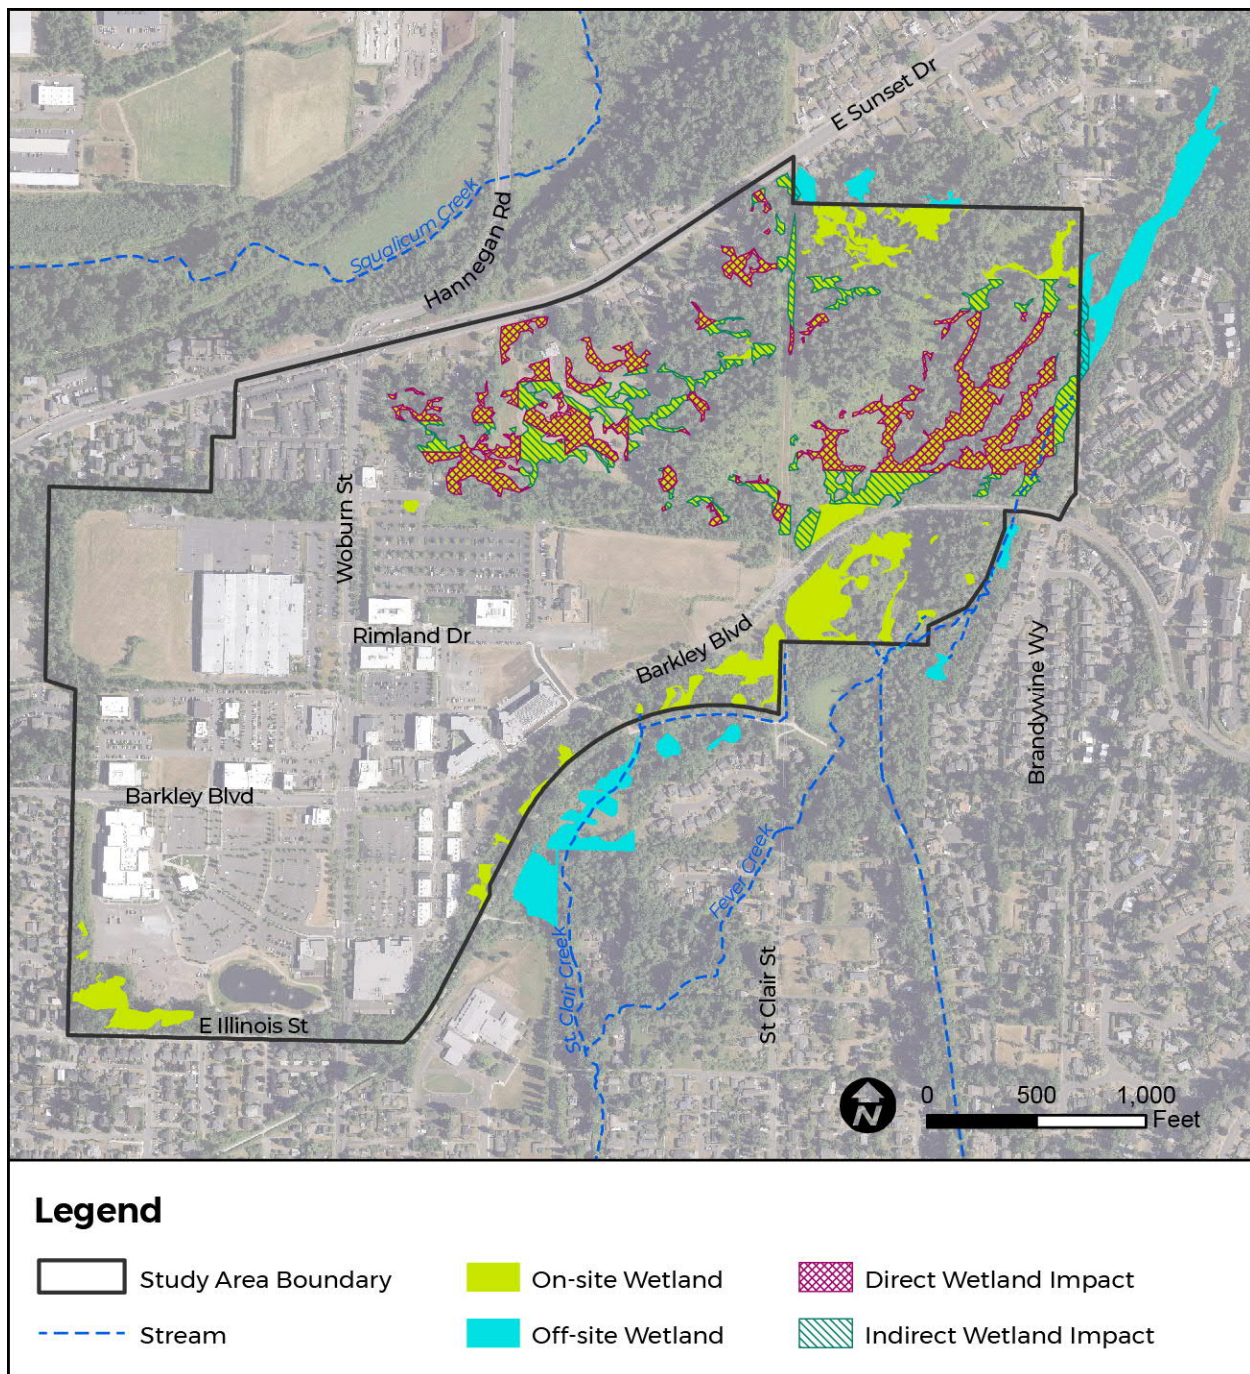 E Sunset Dr
Squalicum Creek
Hannegan Rd
Woburn St
Rimland Dr
Barkley Blvd
Brandywine Wy
Barkley Blvd
Fever Creek
St Clair Creek
St Clair St
E Illinois St
N
0 500 1,000
Feet
Legend
Study Area Boundary
On-site Wetland
Direct Wetland Impact
Stream
Off-site Wetland
Indirect Wetland Impact